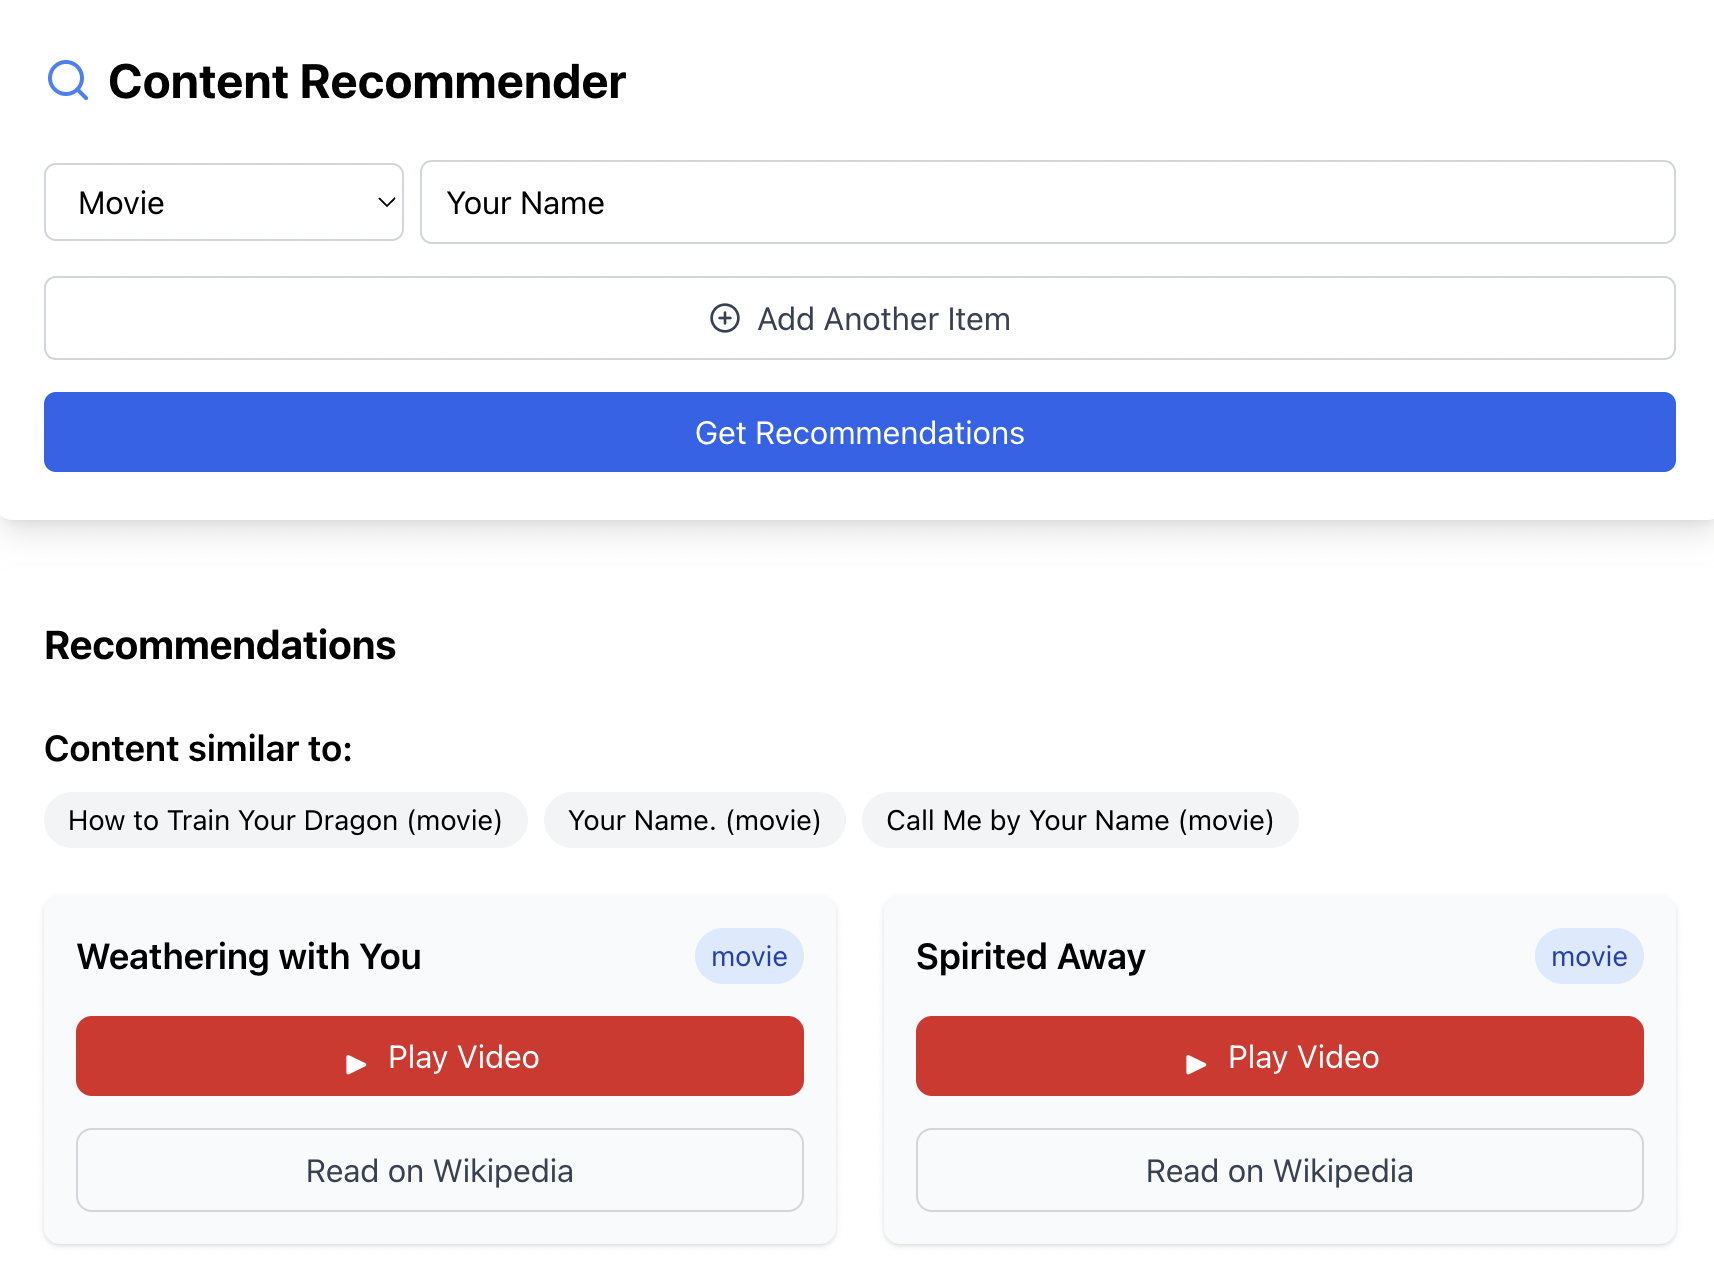 Content Recommender
Movie
Your Name
Add Another Item
Get Recommendations
Recommendations
Content similar to:
How to Train Your Dragon (movie)
Your Name. (movie)
Call Me by Your Name (movie)
Weathering with You
movie
Play Video
Read on Wikipedia
Spirited Away
movie
Play Video
Read on Wikipedia